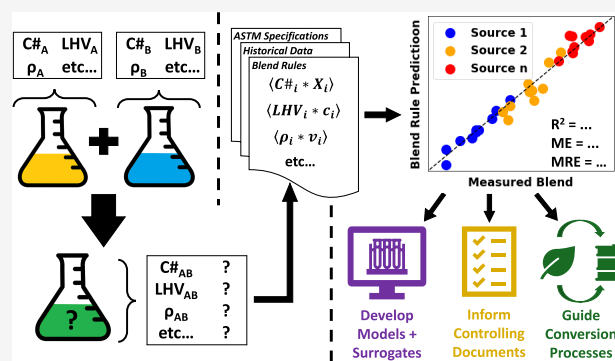 C#A LHVA
ρA etc...
C#B LHVB
ρB etc...
?
C#AB ?
LHVAB ?
ρAB ?
etc... ?
ASTM Specifications
Historical Data
Blend Rules
⟨C#i * Xi⟩
⟨LHVi * ci⟩
⟨ρi * vi⟩
etc...
Blend Rule Predictioon
Source 1
Source 2
Source n
R² = ...
ME = ...
MRE = ...
Measured Blend
Develop
Models +
Surrogates
Inform
Controlling
Documents
Guide
Conversion
Processes